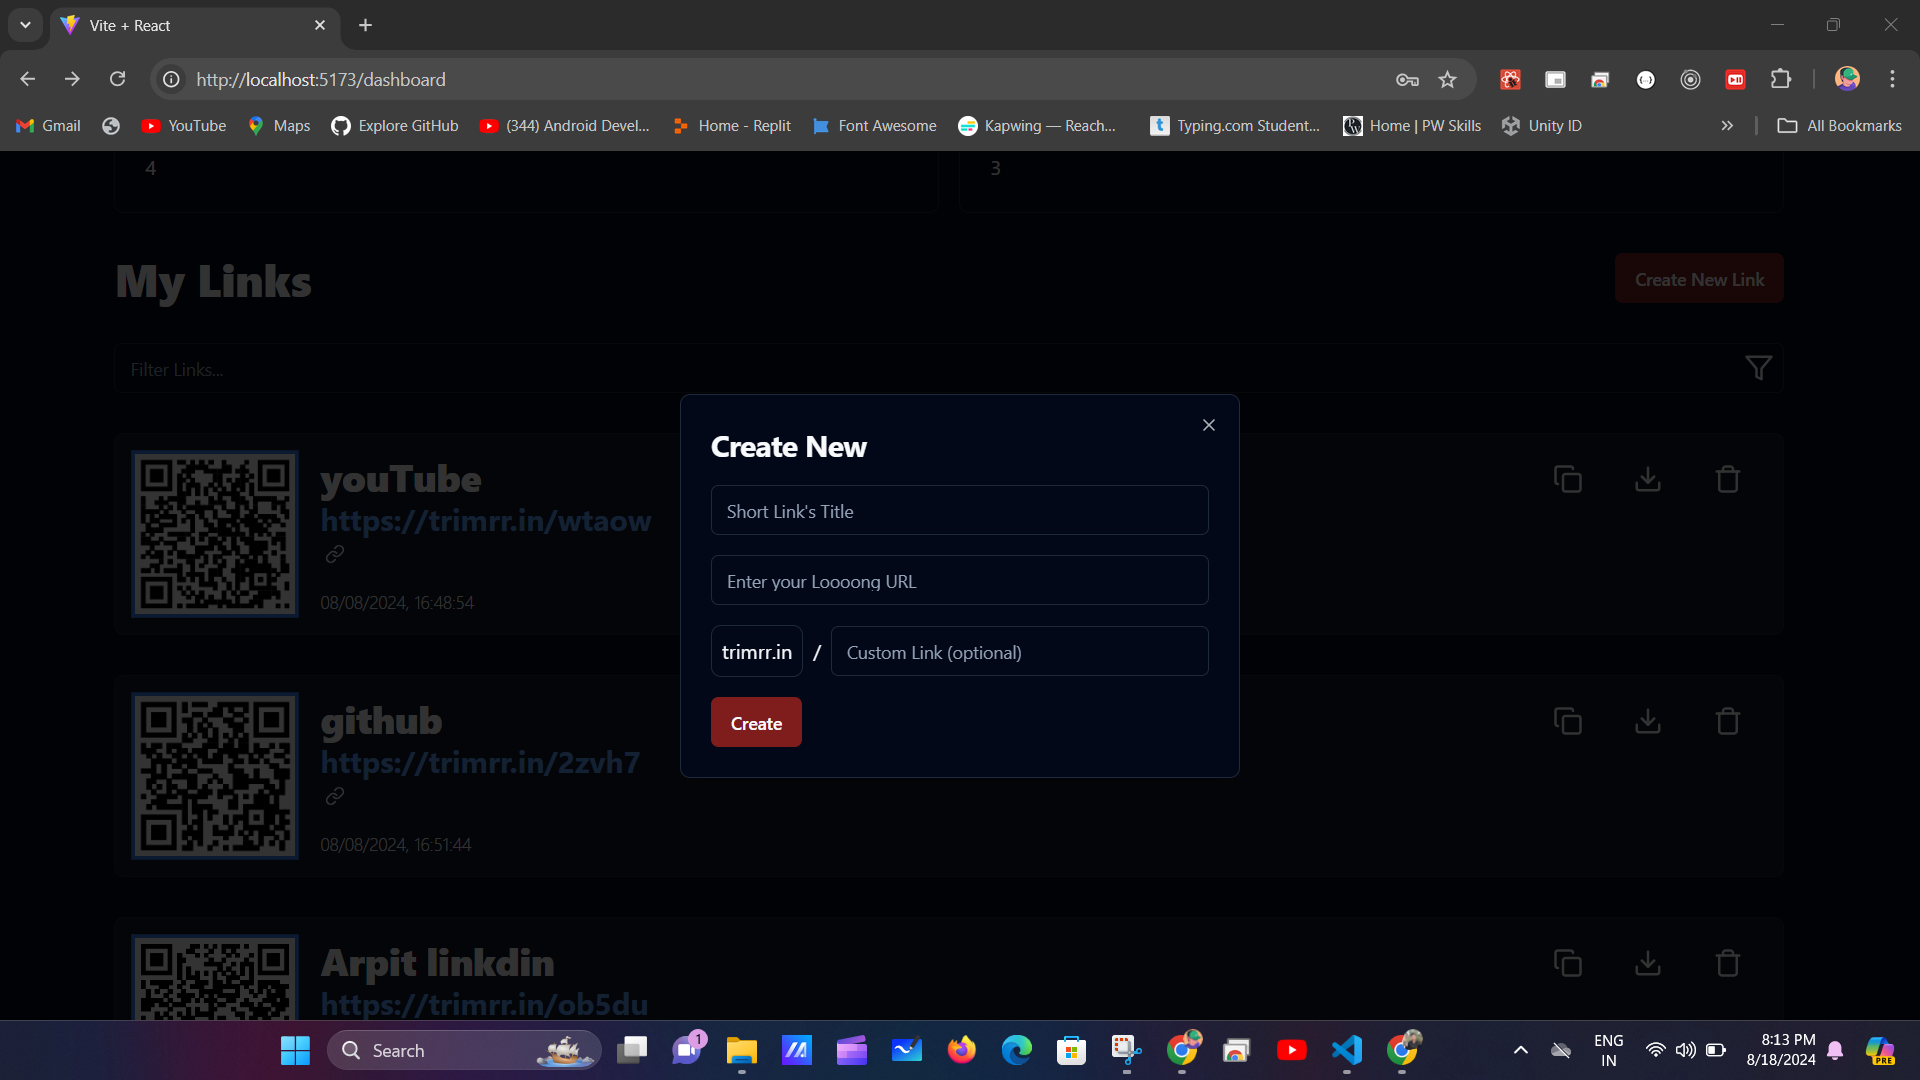 Vite + React
http://localhost:5173/dashboard
Gmail
YouTube
Maps
Explore GitHub
(344) Android Devel...
Home - Replit
Font Awesome
Kapwing — Reach...
Typing.com Student...
Home | PW Skills
Unity ID
All Bookmarks
4
3
My Links
Create New Link
Filter Links...
Create New
Short Link's Title
Enter your Loooong URL
trimrr.in / Custom Link (optional)
Create
youTube
https://trimrr.in/wtaow
08/08/2024, 16:48:54
github
https://trimrr.in/2zvh7
08/08/2024, 16:51:44
Arpit linkdin
https://trimrr.in/ob5du
Search
1
ENG
IN
8:13 PM
8/18/2024
PRE